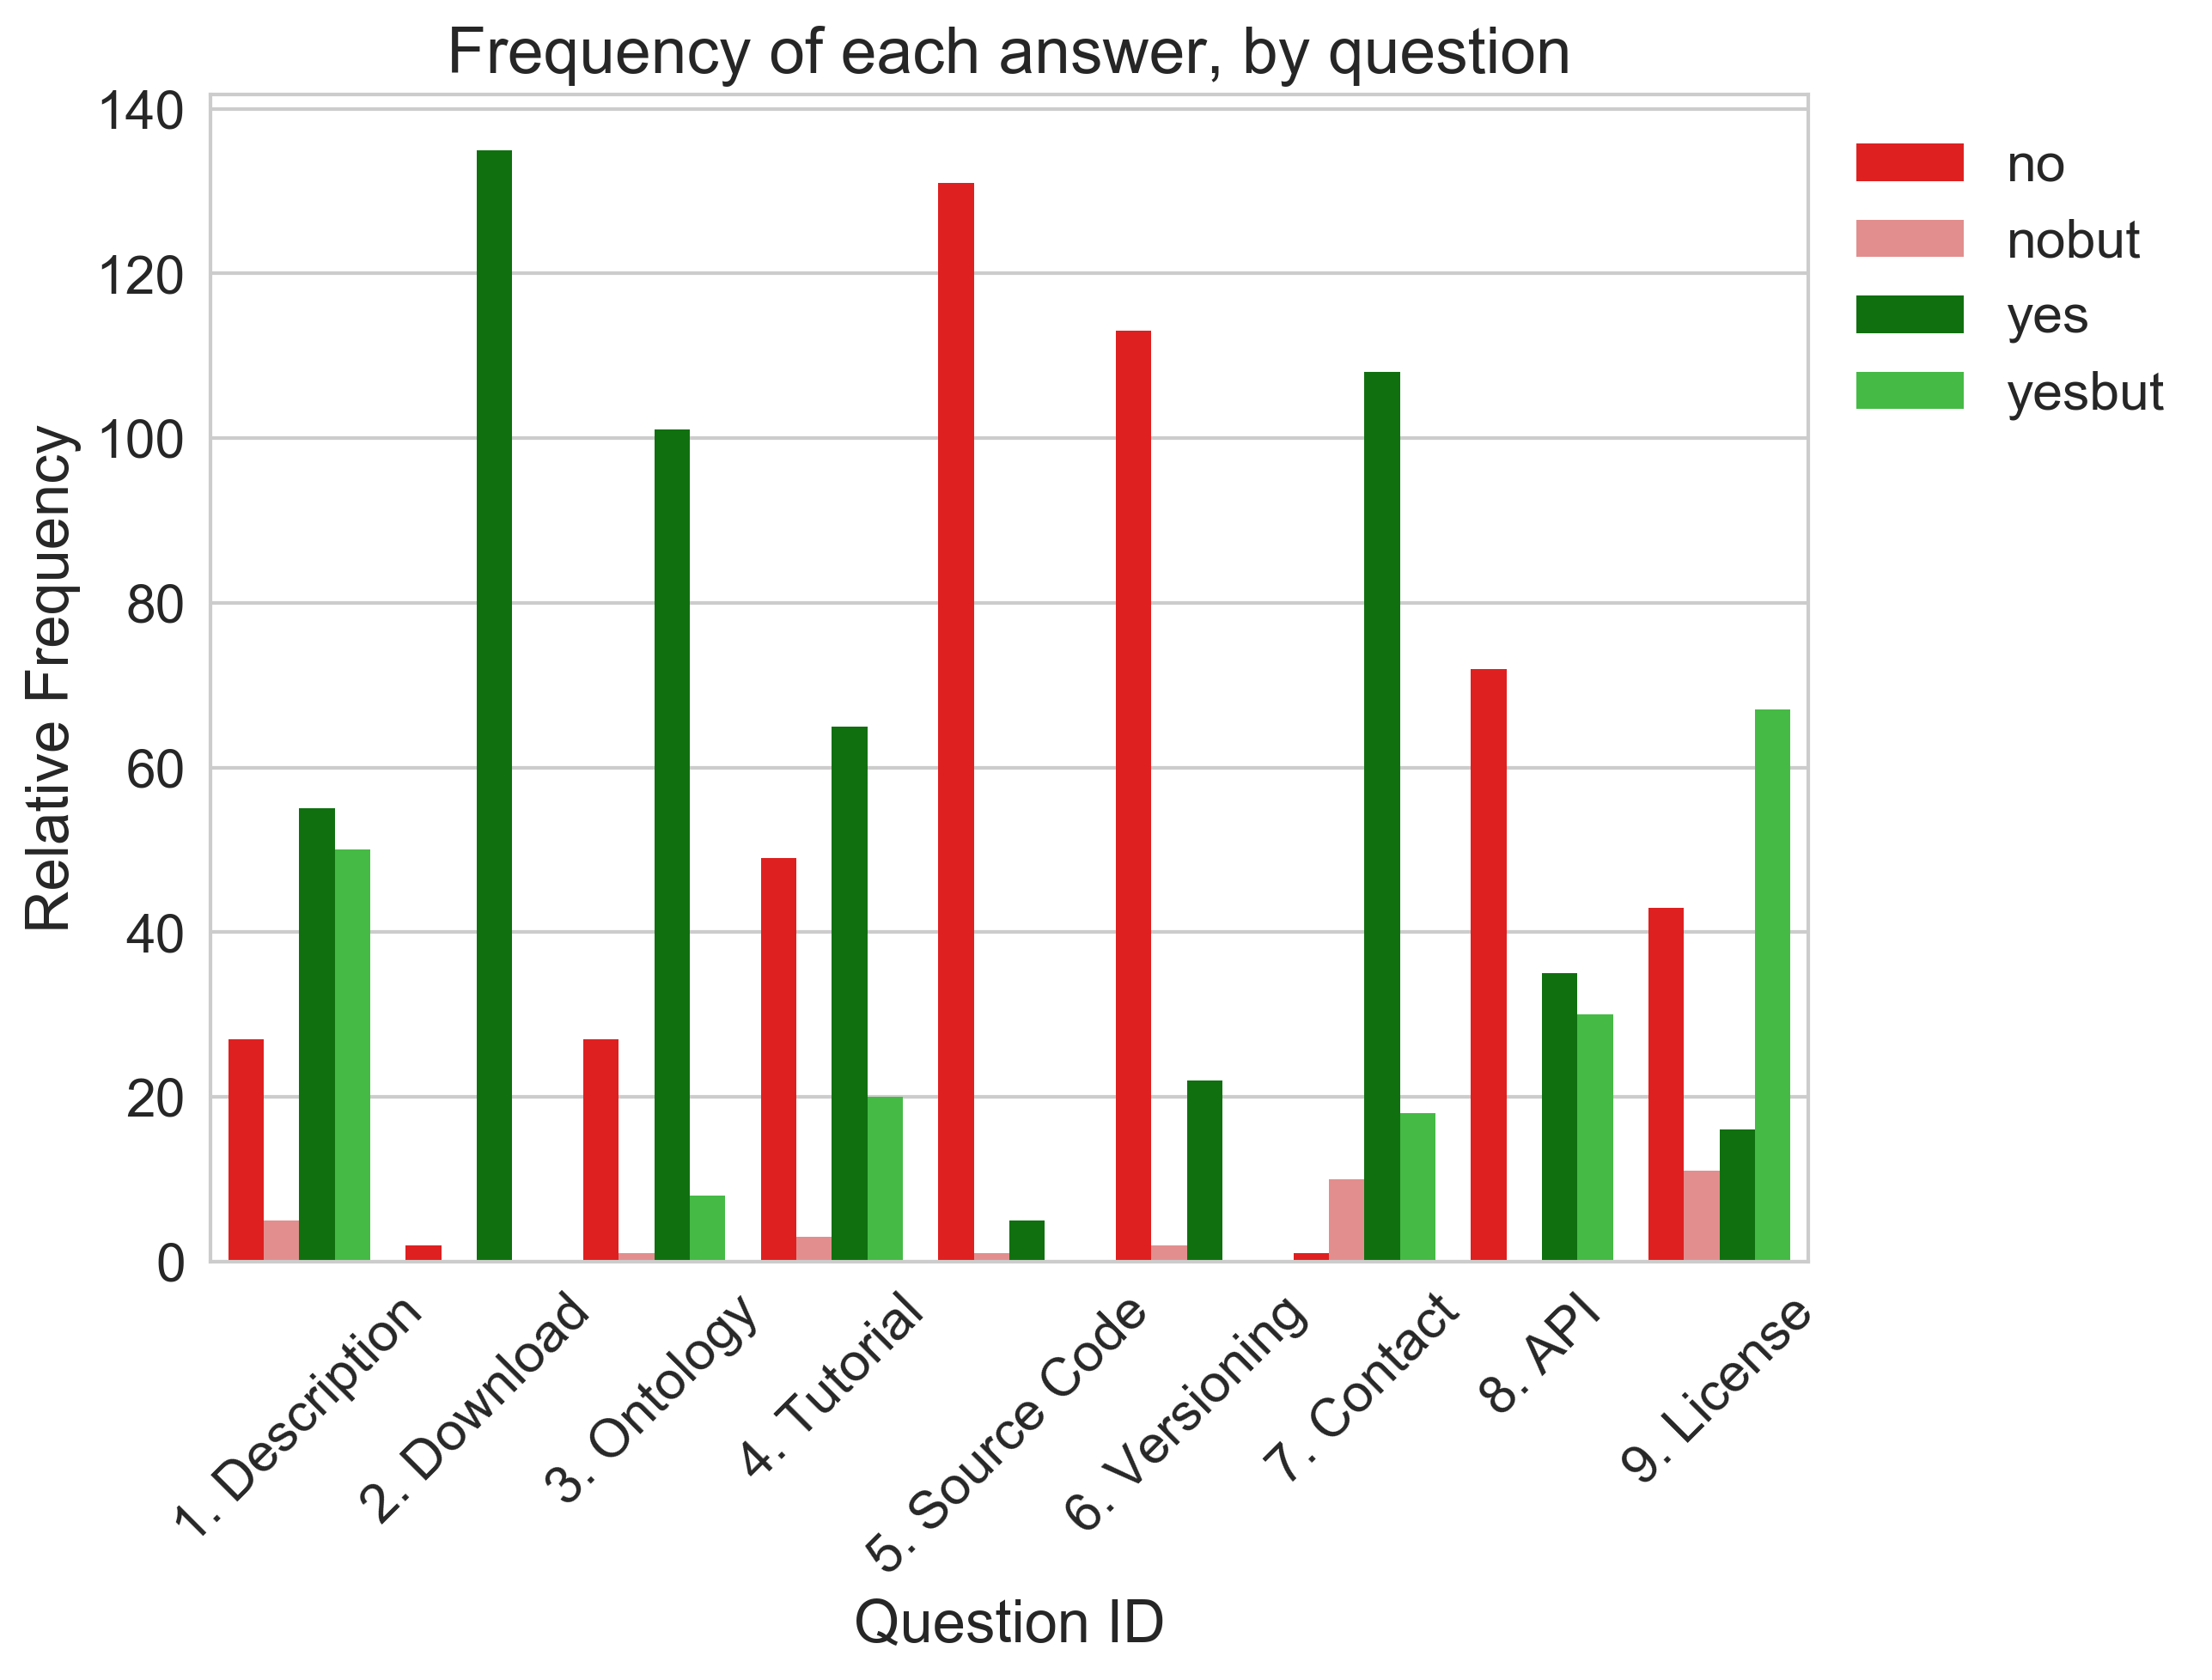 Frequency of each answer, by question
140
120
100
80
60
40
20
0
Relative Frequency
no
nobut
yes
yesbut
1. Description
2. Download
3. Ontology
4. Tutorial
5. Source Code
6. Versioning
7. Contact
8. API
9. License
Question ID